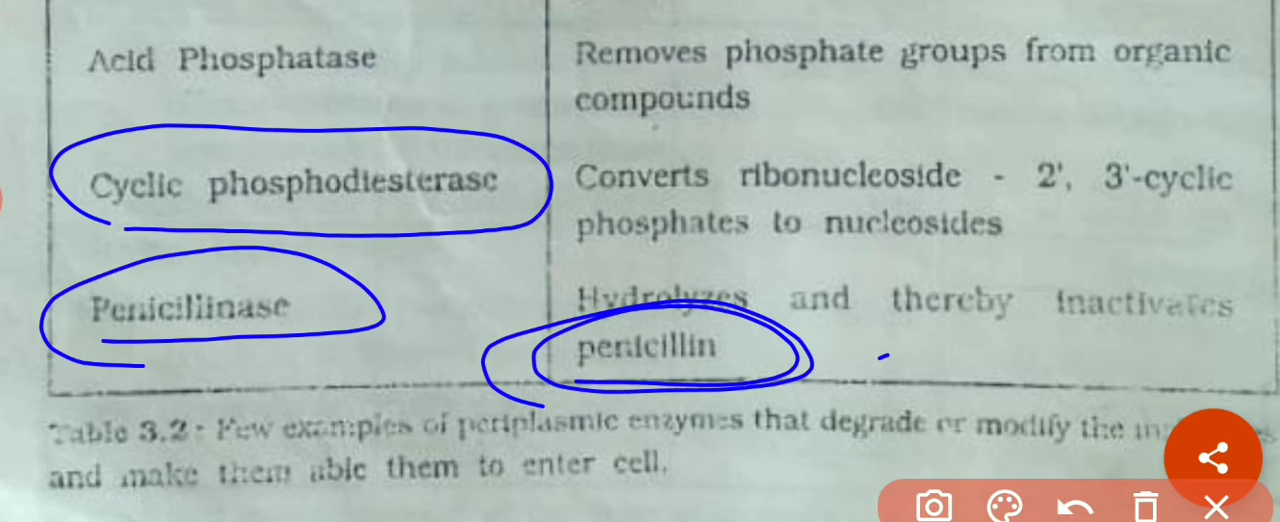 Acid Phosphatase
Removes phosphate groups from organic
compounds
Cyclic phosphodiesterase
Converts ribonucleoside - 2', 3'-cyclic
phosphates to nucleosides
Penicillinase
Hydrolyzes and thereby inactivates
penicillin
Table 3.2 : Few examples of periplasmic enzymes that degrade or modify the
and make them able them to enter cell.